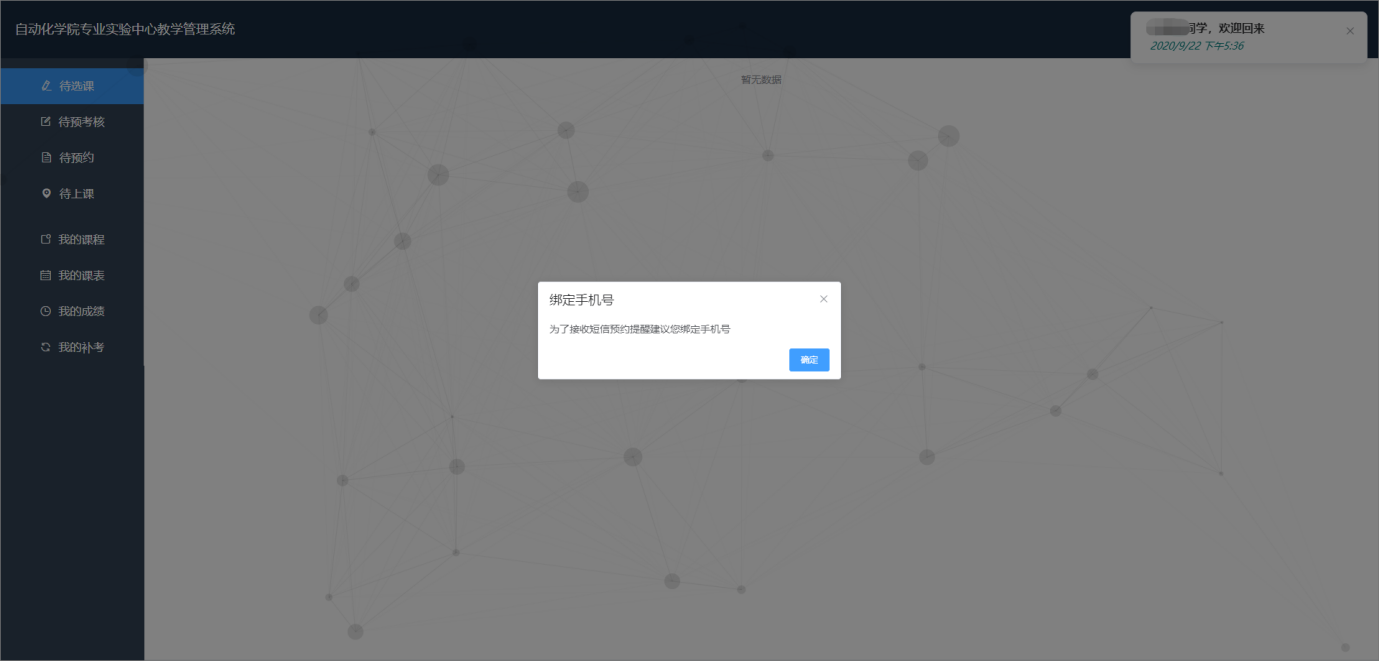 自动化学院专业实验中心教学管理系统
同学，欢迎回来
2020/9/22 下午5:36
待选课
待预考核
待预约
待上课
我的课程
我的课表
我的成绩
我的补考
暂无数据
绑定手机号
为了接收短信预约提醒建议您绑定手机号
确定